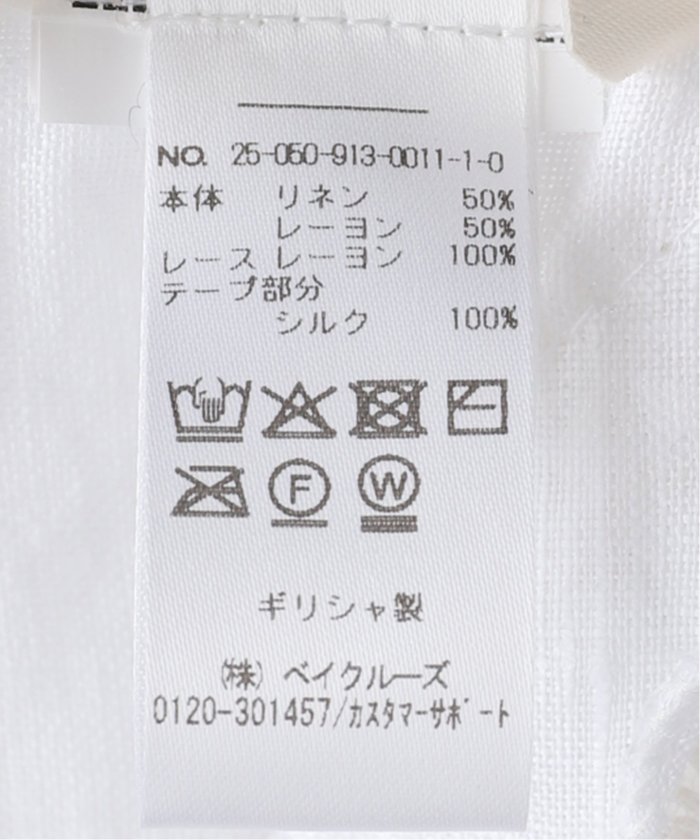 NO. 25-050-913-0011-1-0
本体 リネン 50%
レーヨン 50%
レース レーヨン 100%
テープ部分
シルク 100%
F W
ギリシャ製
㈱ ベイクルーズ
0120-301457/ｶｽﾀﾏｰｻﾎﾟｰﾄ